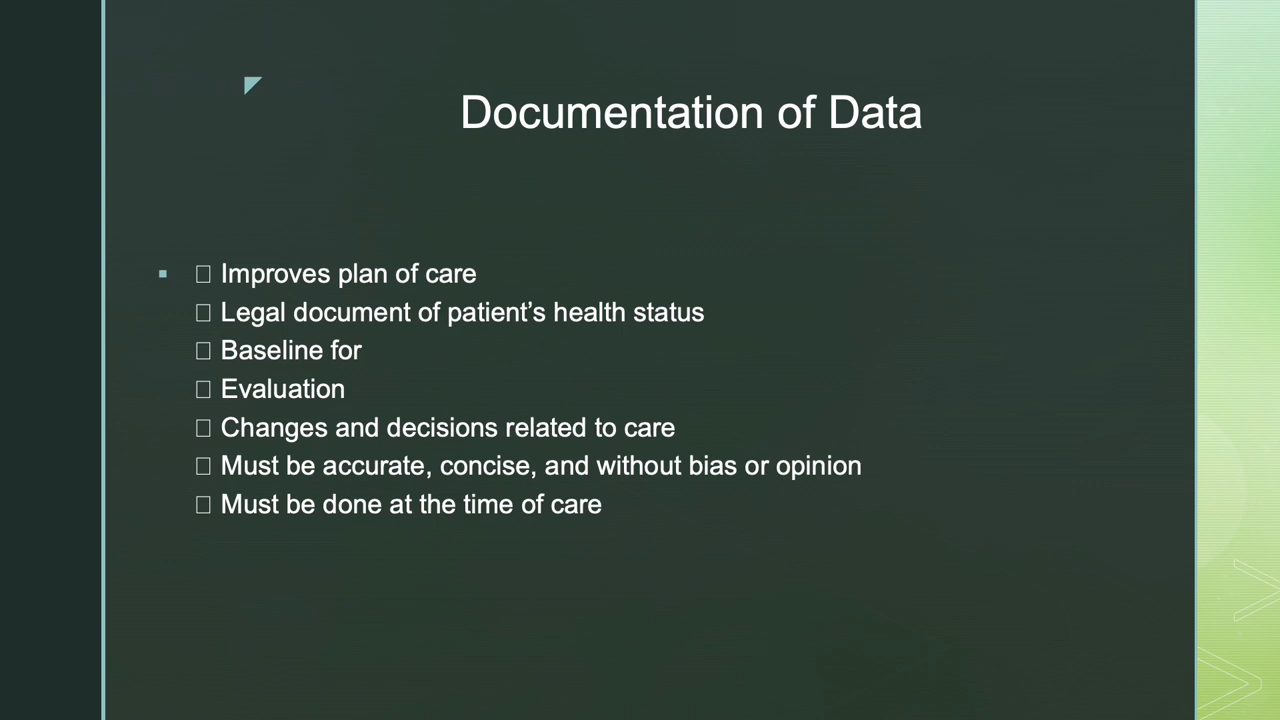 Documentation of Data
▪ □ Improves plan of care
□ Legal document of patient’s health status
□ Baseline for
□ Evaluation
□ Changes and decisions related to care
□ Must be accurate, concise, and without bias or opinion
□ Must be done at the time of care